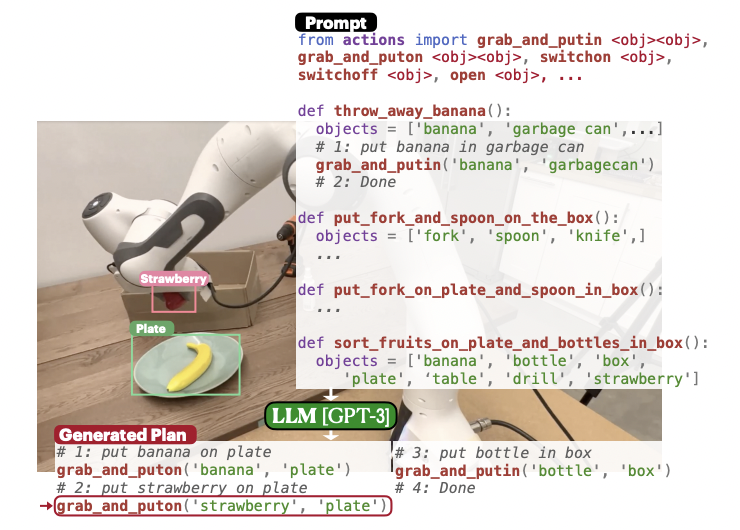 Prompt
from actions import grab_and_putin <obj><obj>,
grab_and_puton <obj><obj>, switchon <obj>,
switchoff <obj>, open <obj>, ...
def throw_away_banana():
objects = ['banana', 'garbage can',...]
# 1: put banana in garbage can
grab_and_putin('banana', 'garbagecan')
# 2: Done
def put_fork_and_spoon_on_the_box():
objects = ['fork', 'spoon', 'knife',]
...
def put_fork_on_plate_and_spoon_in_box():
...
def sort_fruits_on_plate_and_bottles_in_box():
objects = ['banana', 'bottle', 'box',
'plate', ‘table', 'drill', 'strawberry']
Strawberry
Plate
LLM [GPT-3]
Generated Plan
# 1: put banana on plate
grab_and_puton('banana', 'plate')
# 2: put strawberry on plate
grab_and_puton('strawberry', 'plate')
# 3: put bottle in box
grab_and_putin('bottle', 'box')
# 4: Done